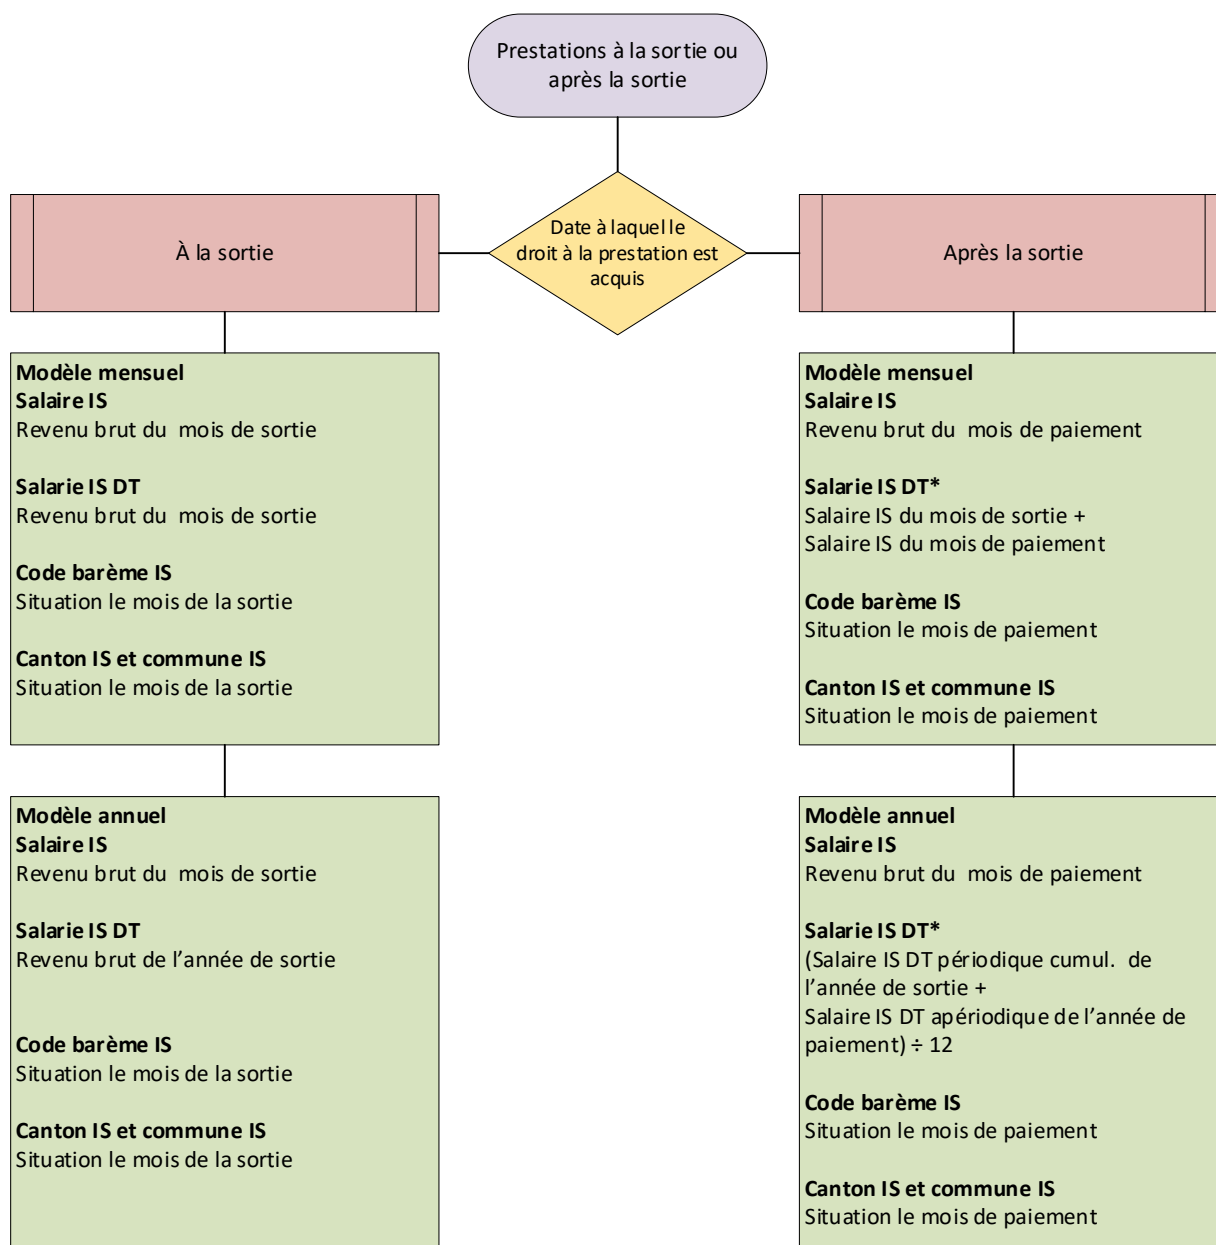 Prestations à la sortie ou
après la sortie
Date à laquel le
droit à la prestation est
acquis
À la sortie
Après la sortie
Modèle mensuel
Salaire IS
Revenu brut du mois de sortie
Salarie IS DT
Revenu brut du mois de sortie
Code barème IS
Situation le mois de la sortie
Canton IS et commune IS
Situation le mois de la sortie
Modèle mensuel
Salaire IS
Revenu brut du mois de paiement
Salarie IS DT*
Salaire IS du mois de sortie +
Salaire IS du mois de paiement
Code barème IS
Situation le mois de paiement
Canton IS et commune IS
Situation le mois de paiement
Modèle annuel
Salaire IS
Revenu brut du mois de sortie
Salarie IS DT
Revenu brut de l’année de sortie
Code barème IS
Situation le mois de la sortie
Canton IS et commune IS
Situation le mois de la sortie
Modèle annuel
Salaire IS
Revenu brut du mois de paiement
Salarie IS DT*
(Salaire IS DT périodique cumul. de
l’année de sortie +
Salaire IS DT apériodique de l’année de
paiement) ÷ 12
Code barème IS
Situation le mois de paiement
Canton IS et commune IS
Situation le mois de paiement